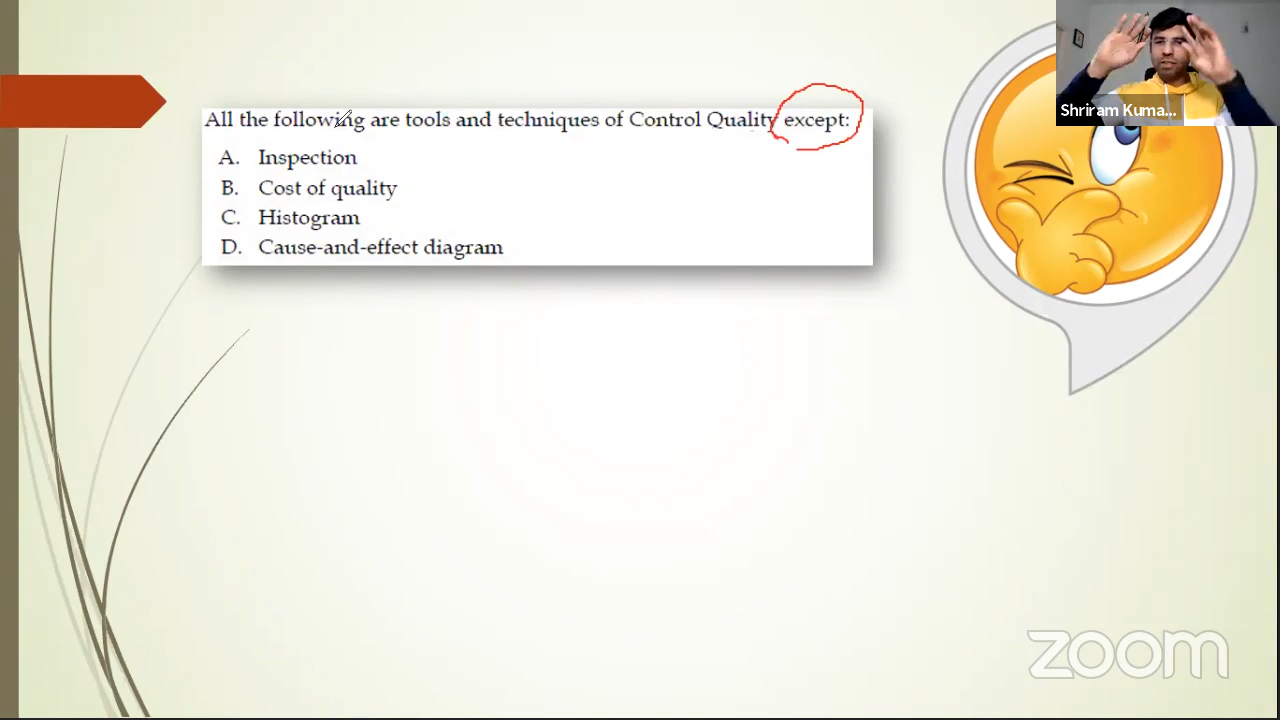 All the following are tools and techniques of Control Quality except:
A. Inspection
B. Cost of quality
C. Histogram
D. Cause-and-effect diagram
Shriram Kuma...
zoom